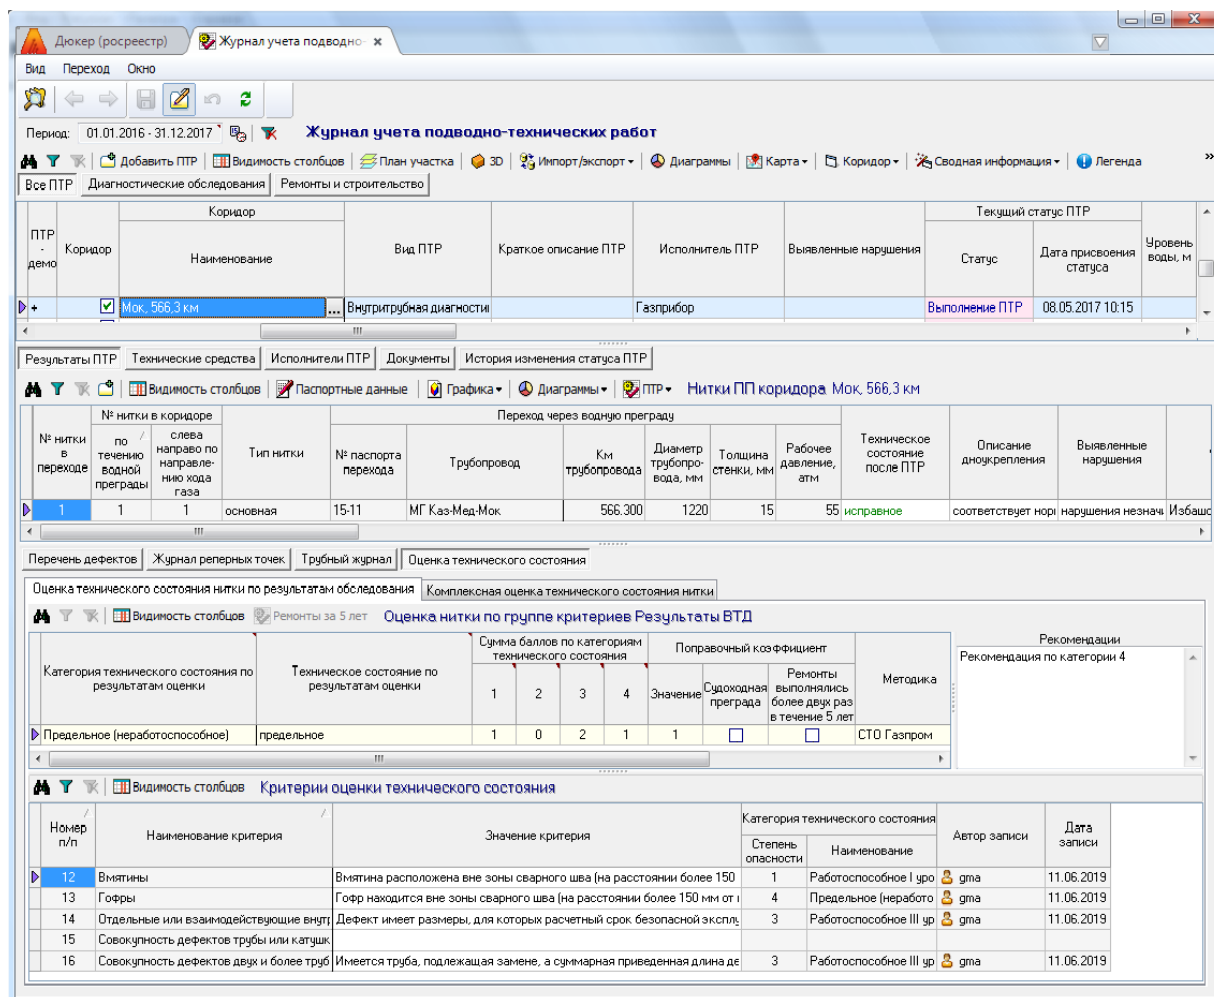 Дюкер (росреестр) Журнал учета подводно-
Вид Переход Окно
Период: 01.01.2016 - 31.12.2017 Журнал учета подводно-технических работ
Добавить ПТР Видимость столбцов План участка 3D Импорт/экспорт Диаграммы Карта Коридор Сводная информация Легенда »
Все ПТР Диагностические обследования Ремонты и строительство
ПТР - демо Коридор Коридор Наименование Вид ПТР Краткое описание ПТР Исполнитель ПТР Выявленные нарушения Текущий статус ПТР Статус Дата присвоения статуса Уровень воды, м
+ Мок, 566,3 км ... Внутритрубная диагности Газприбор Выполнение ПТР 08.05.2017 10:15
Результаты ПТР Технические средства Исполнители ПТР Документы История изменения статуса ПТР
Видимость столбцов Паспортные данные Графика Диаграммы ПТР Нитки ПП коридора Мок, 566,3 км
№ нитки в переходе № нитки в коридоре по течению водной преграды слева направо по направле-нию хода газа Тип нитки Переход через водную преграду № паспорта перехода Трубопровод Км трубопровода Диаметр трубопро-вода, мм Толщина стенки, мм Рабочее давление, атм Техническое состояние после ПТР Описание дноукрепления Выявленные нарушения
1 1 1 основная 15-11 МГ Каз-Мед-Мок 566.300 1220 15 55 исправное соответствует норм нарушения незнач Избашс
Перечень дефектов Журнал реперных точек Трубный журнал Оценка технического состояния
Оценка технического состояния нитки по результатам обследования Комплексная оценка технического состояния нитки
Видимость столбцов Ремонты за 5 лет Оценка нитки по группе критериев Результаты ВТД
Категория технического состояния по результатам оценки Техническое состояние по результатам оценки Сумма баллов по категориям технического состояния 1 2 3 4 Поправочный коэффициент Значение Судоходная преграда Ремонты выполнялись более двух раз в течение 5 лет Методика Рекомендации
Рекомендация по категории 4
Предельное (неработоспособное) предельное 1 0 2 1 1 СТО Газпром
Видимость столбцов Критерии оценки технического состояния
Номер п/п Наименование критерия Значение критерия Категория технического состояния Степень опасности Наименование Автор записи Дата записи
12 Вмятины Вмятина расположена вне зоны сварного шва (на расстоянии более 150 1 Работоспособное I уро gma 11.06.2019
13 Гофры Гофр находится вне зоны сварного шва (на расстоянии более 150 мм от 4 Предельное (неработо gma 11.06.2019
14 Отдельные или взаимодействующие внут Дефект имеет размеры, для которых расчетный срок безопасной эксплу 3 Работоспособное III ур gma 11.06.2019
15 Совокупность дефектов трубы или катушк
16 Совокупность дефектов двух и более труб Имеется труба, подлежащая замене, а суммарная приведенная длина де 3 Работоспособное III ур gma 11.06.2019